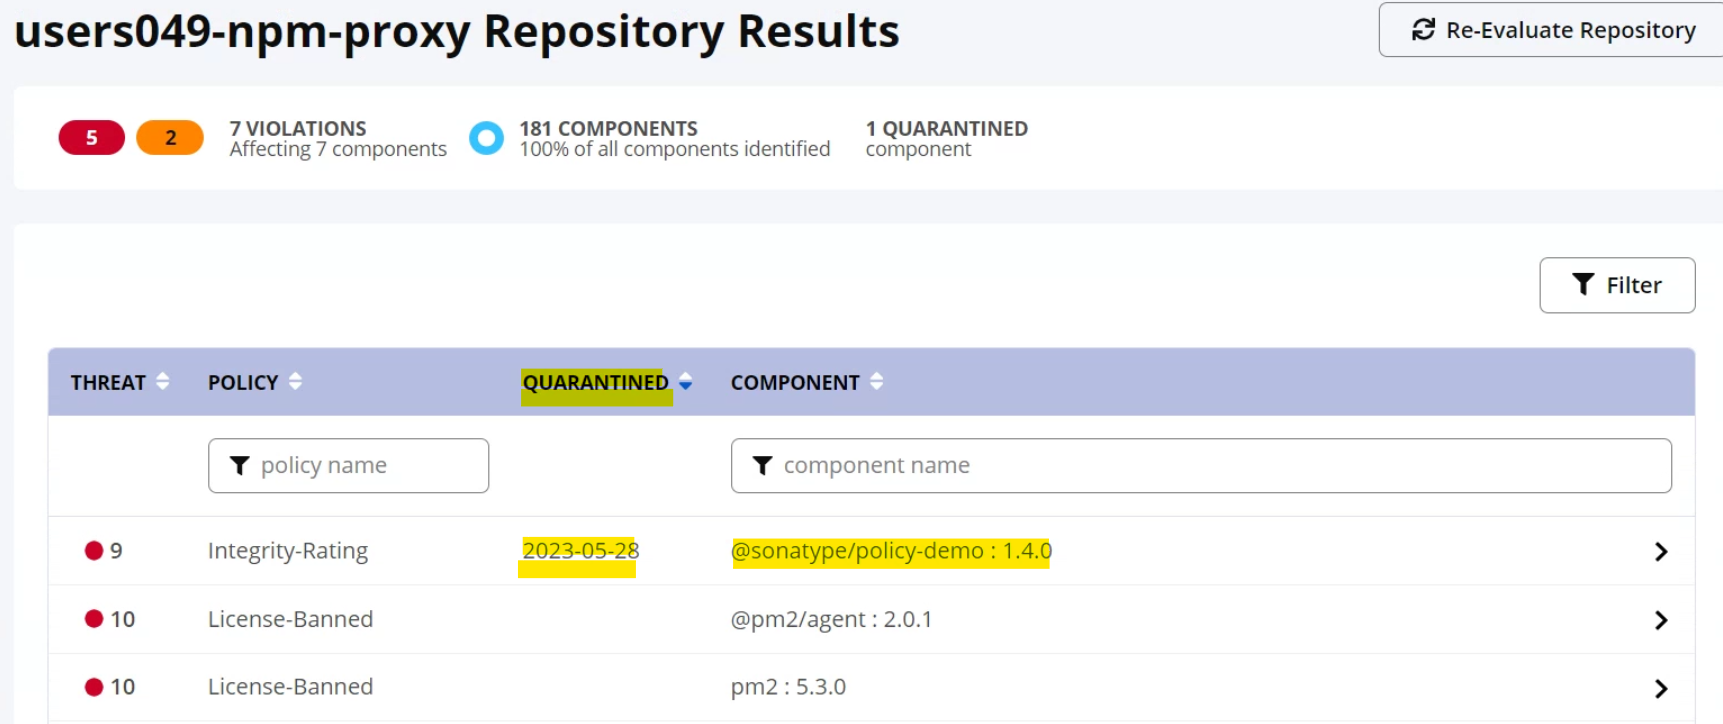 users049-npm-proxy Repository Results
Re-Evaluate Repository
5 2 7 VIOLATIONS 181 COMPONENTS 1 QUARANTINED
Affecting 7 components 100% of all components identified component
Filter
THREAT POLICY QUARANTINED COMPONENT
policy name component name
9 Integrity-Rating 2023-05-28 @sonatype/policy-demo : 1.4.0
10 License-Banned @pm2/agent : 2.0.1
10 License-Banned pm2 : 5.3.0